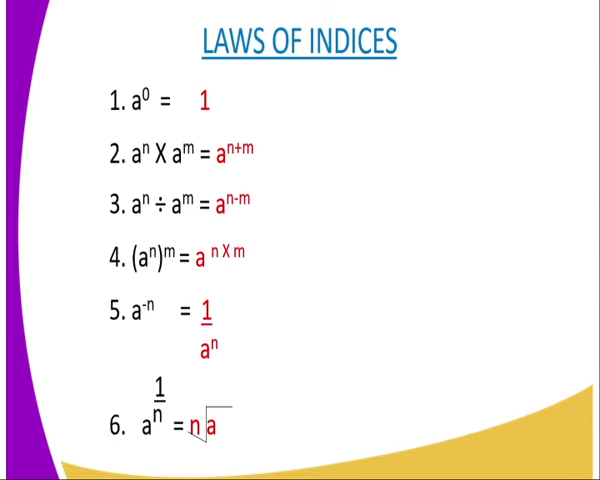 LAWS OF INDICES
1. a⁰ = 1
2. aⁿ X aᵐ = aⁿ⁺ᵐ
3. aⁿ ÷ aᵐ = aⁿ⁻ᵐ
4. (aⁿ)ᵐ = a ⁿ ˣ ᵐ
5. a⁻ⁿ = 1
aⁿ
1
n
6. a = n√a